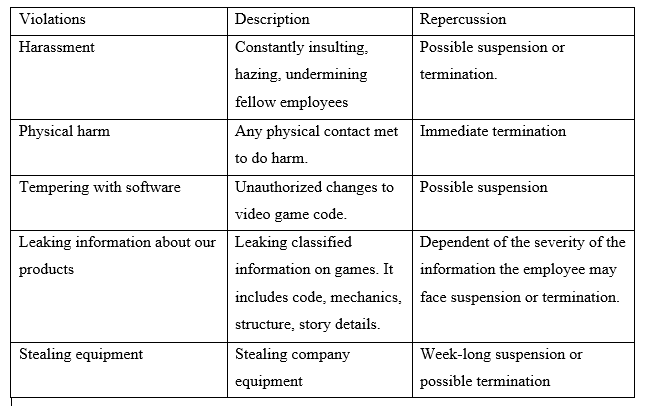 Violations
Description
Repercussion
Harassment
Constantly insulting,
hazing, undermining
fellow employees
Possible suspension or
termination.
Physical harm
Any physical contact met
to do harm.
Immediate termination
Tempering with software
Unauthorized changes to
video game code.
Possible suspension
Leaking information about our
products
Leaking classified
information on games. It
includes code, mechanics,
structure, story details.
Dependent of the severity of the
information the employee may
face suspension or termination.
Stealing equipment
Stealing company
equipment
Week-long suspension or
possible termination